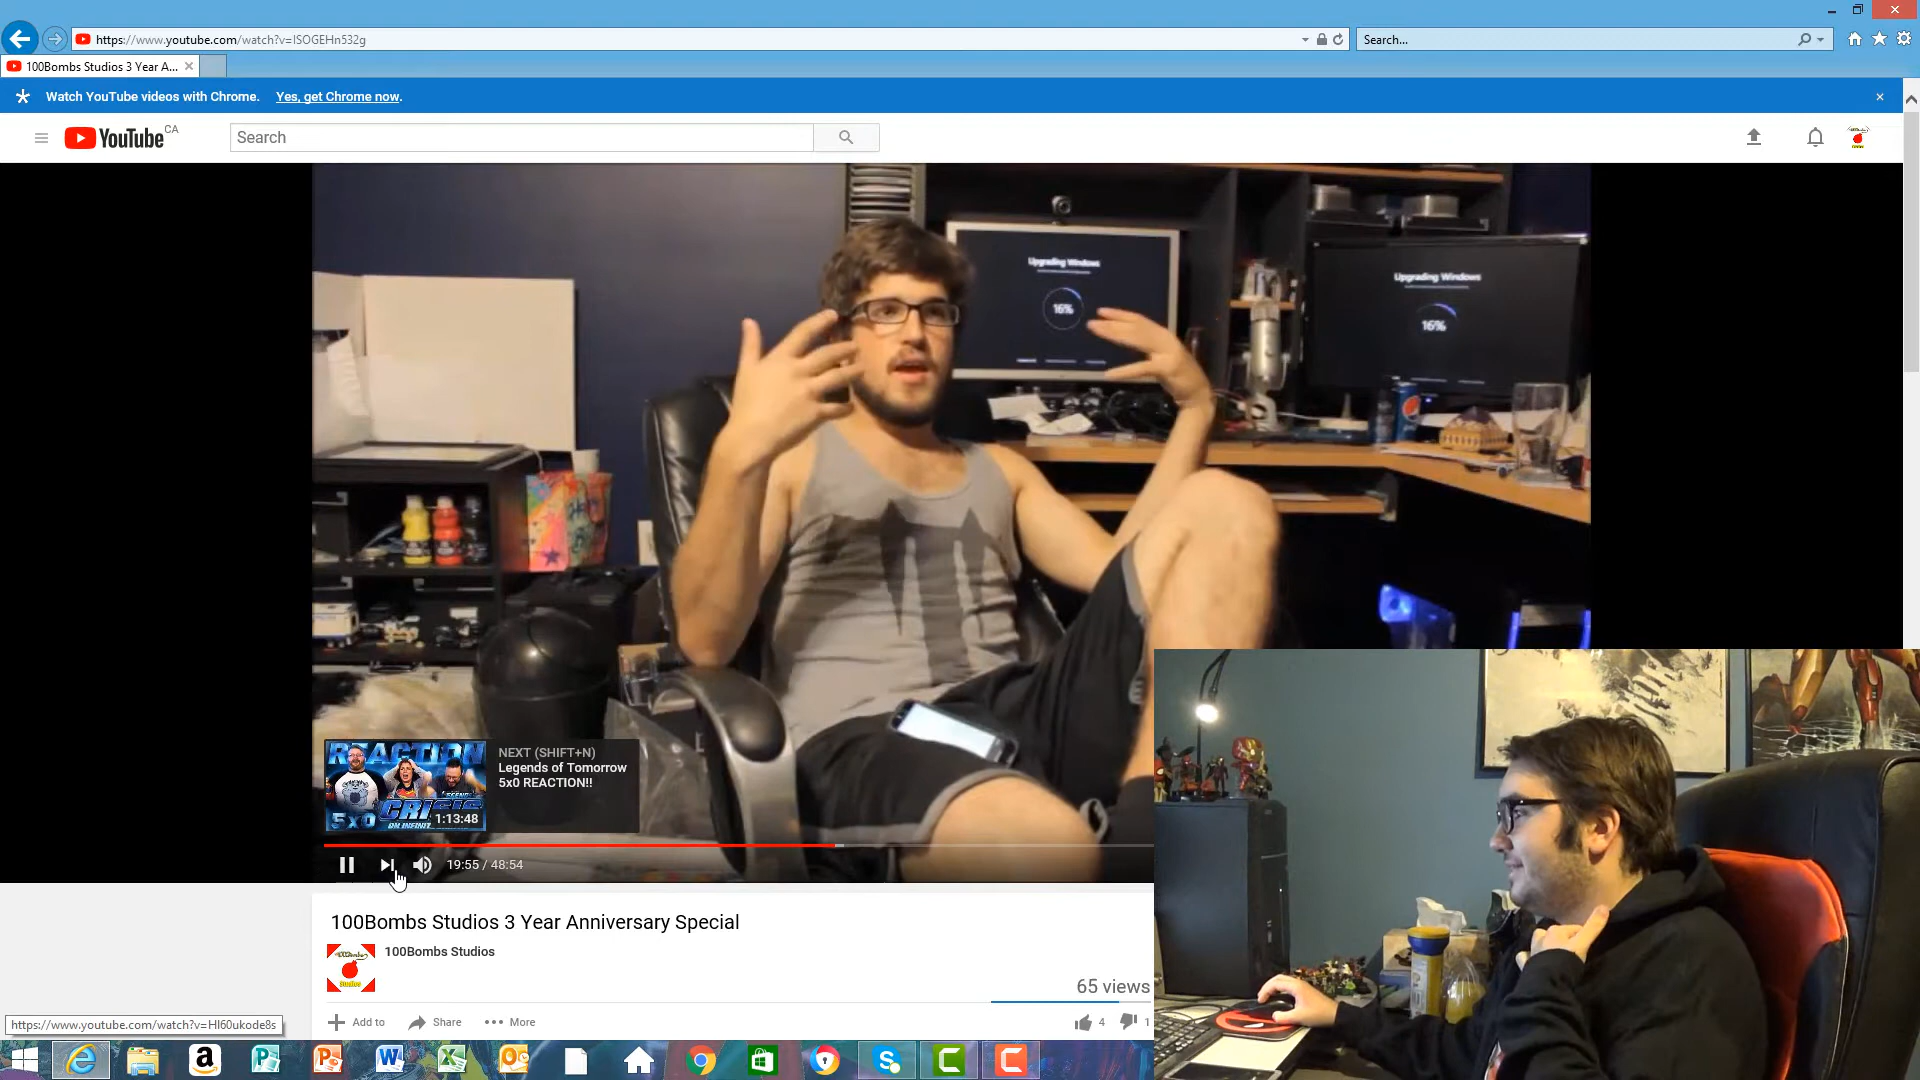 https://www.youtube.com/watch?v=ISOGEHn532g
Search...
100Bombs Studios 3 Year A...
Watch YouTube videos with Chrome. Yes, get Chrome now.
YouTube CA
Search
Upgrading Windows
16%
Upgrading Windows
16%
REACTION
CRISIS
5x0
1:13:48
NEXT (SHIFT+N)
Legends of Tomorrow
5x0 REACTION!!
19:55 / 48:54
100Bombs Studios 3 Year Anniversary Special
100Bombs Studios
65 views
Add to
Share
More
4
1
https://www.youtube.com/watch?v=HI60ukode8s